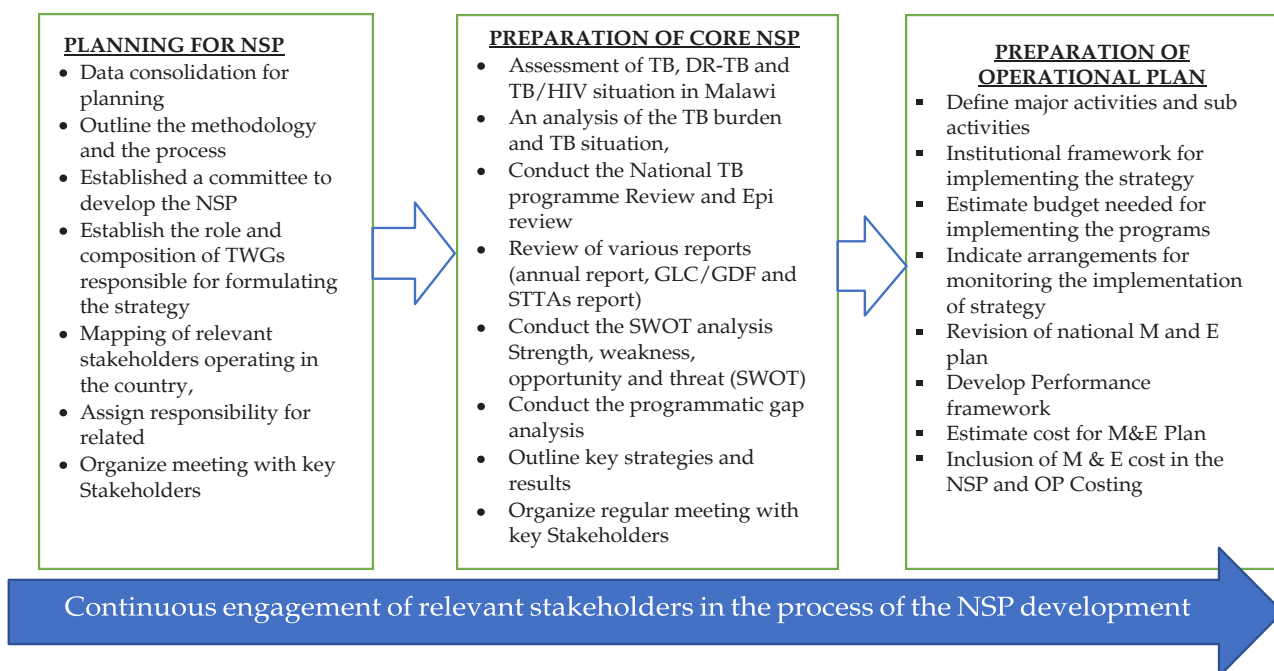 PLANNING FOR NSP
• Data consolidation for
planning
• Outline the methodology
and the process
• Established a committee to
develop the NSP
• Establish the role and
composition of TWGs
responsible for formulating
the strategy
• Mapping of relevant
stakeholders operating in
the country,
• Assign responsibility for
related
• Organize meeting with key
Stakeholders
PREPARATION OF CORE NSP
• Assessment of TB, DR-TB and
TB/HIV situation in Malawi
• An analysis of the TB burden
and TB situation,
• Conduct the National TB
programme Review and Epi
review
• Review of various reports
(annual report, GLC/GDF and
STTAs report)
• Conduct the SWOT analysis
Strength, weakness,
opportunity and threat (SWOT)
• Conduct the programmatic gap
analysis
• Outline key strategies and
results
• Organize regular meeting with
key Stakeholders
PREPARATION OF
OPERATIONAL PLAN
▪ Define major activities and sub
activities
▪ Institutional framework for
implementing the strategy
▪ Estimate budget needed for
implementing the programs
▪ Indicate arrangements for
monitoring the implementation
of strategy
▪ Revision of national M and E
plan
▪ Develop Performance
framework
▪ Estimate cost for M&E Plan
▪ Inclusion of M & E cost in the
NSP and OP Costing
Continuous engagement of relevant stakeholders in the process of the NSP development